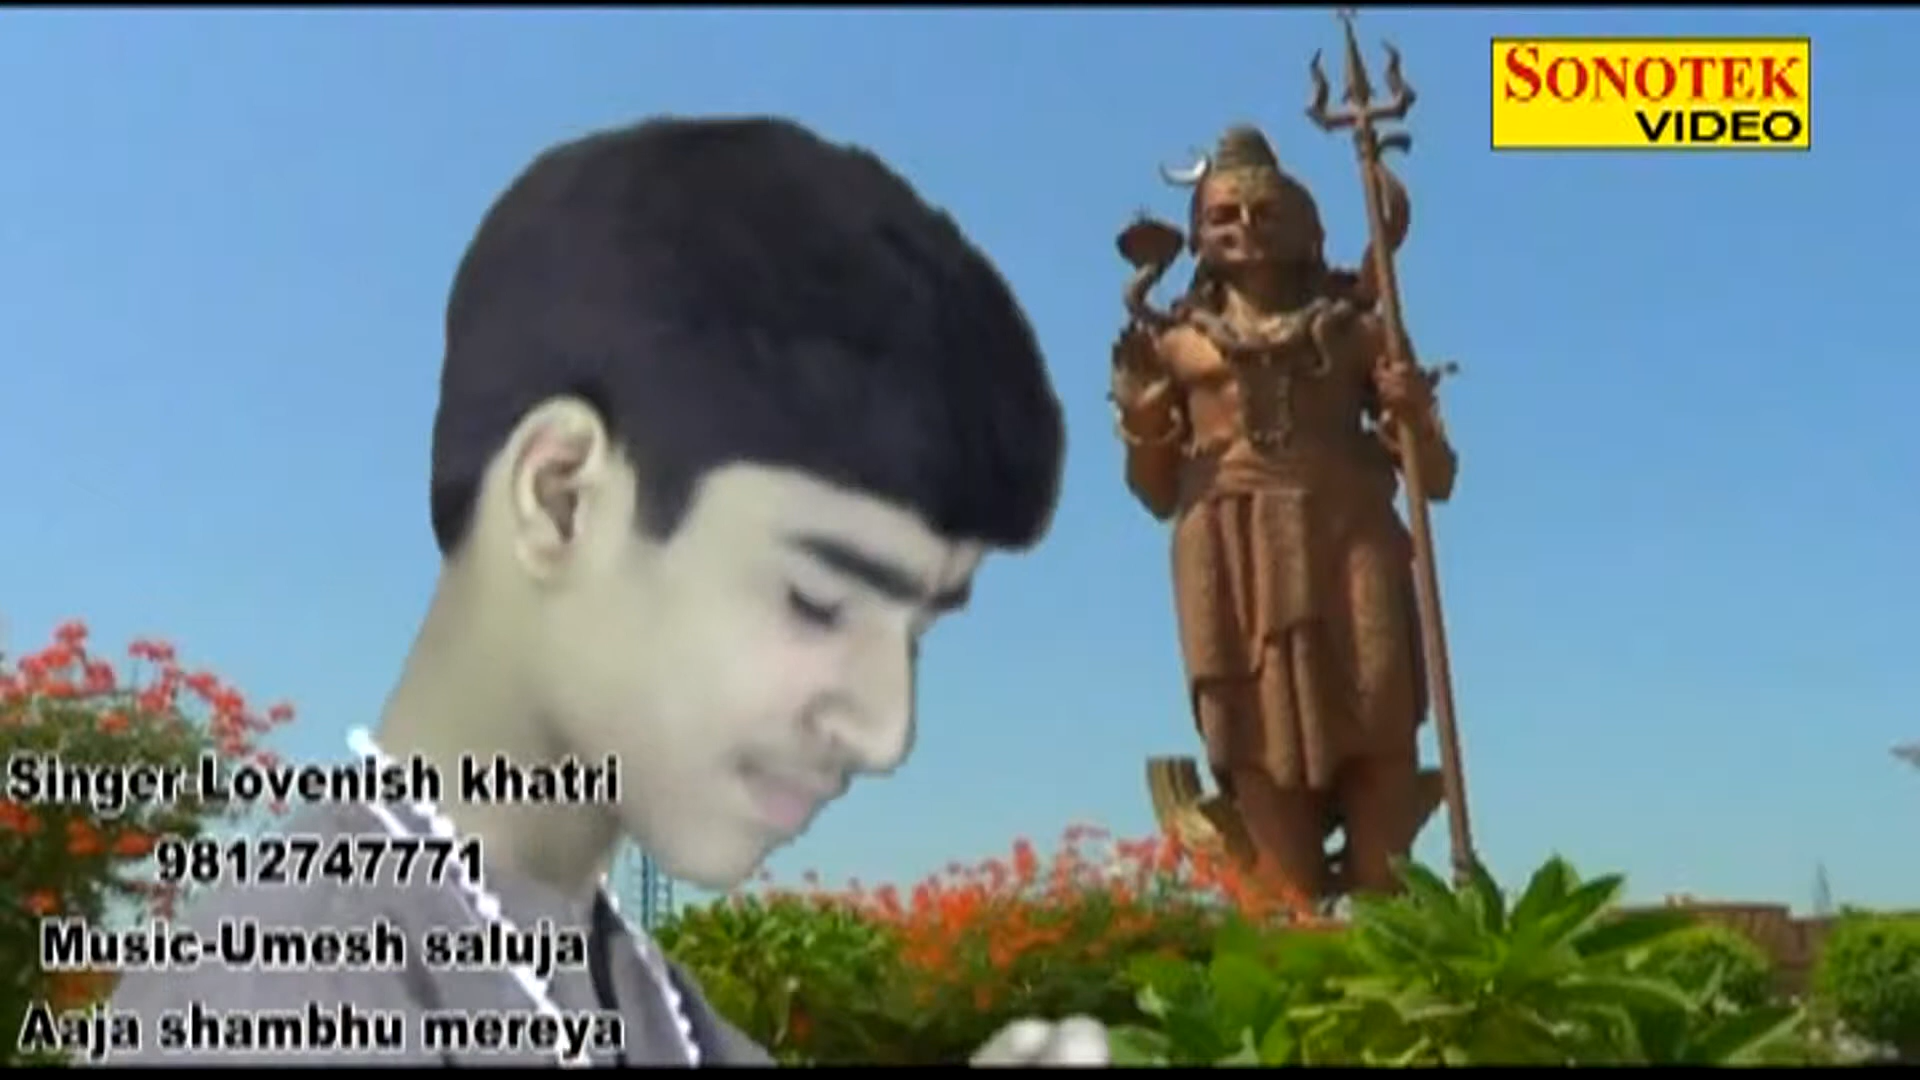 SONOTEK
VIDEO
Singer-Lovenish khatri
9812747771
Music-Umesh saluja
Aaja shambhu mereya